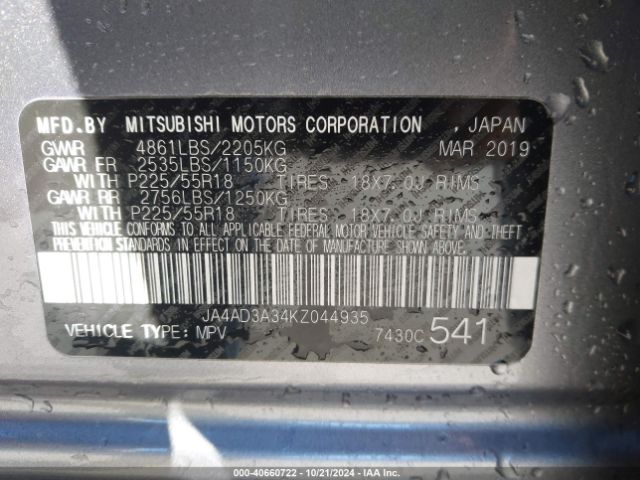 MFD.BY MITSUBISHI MOTORS CORPORATION , JAPAN
GVWR 4861LBS/2205KG MAR 2019
GAWR FR 2535LBS/1150KG
WITH P225/55R18 TIRES 18X7.0J RIMS
GAWR RR 2756LBS/1250KG
WITH P225/55R18 TIRES 18X7.0J RIMS
THIS VEHICLE CONFORMS TO ALL APPLICABLE FEDERAL MOTOR VEHICLE SAFETY AND THEFT
PREVENTION STANDARDS IN EFFECT ON THE DATE OF MANUFACTURE SHOWN ABOVE.
JA4AD3A34KZ044935
VEHICLE TYPE: MPV 7430C 541
000-40660722 - 10/21/2024 - IAA Inc.